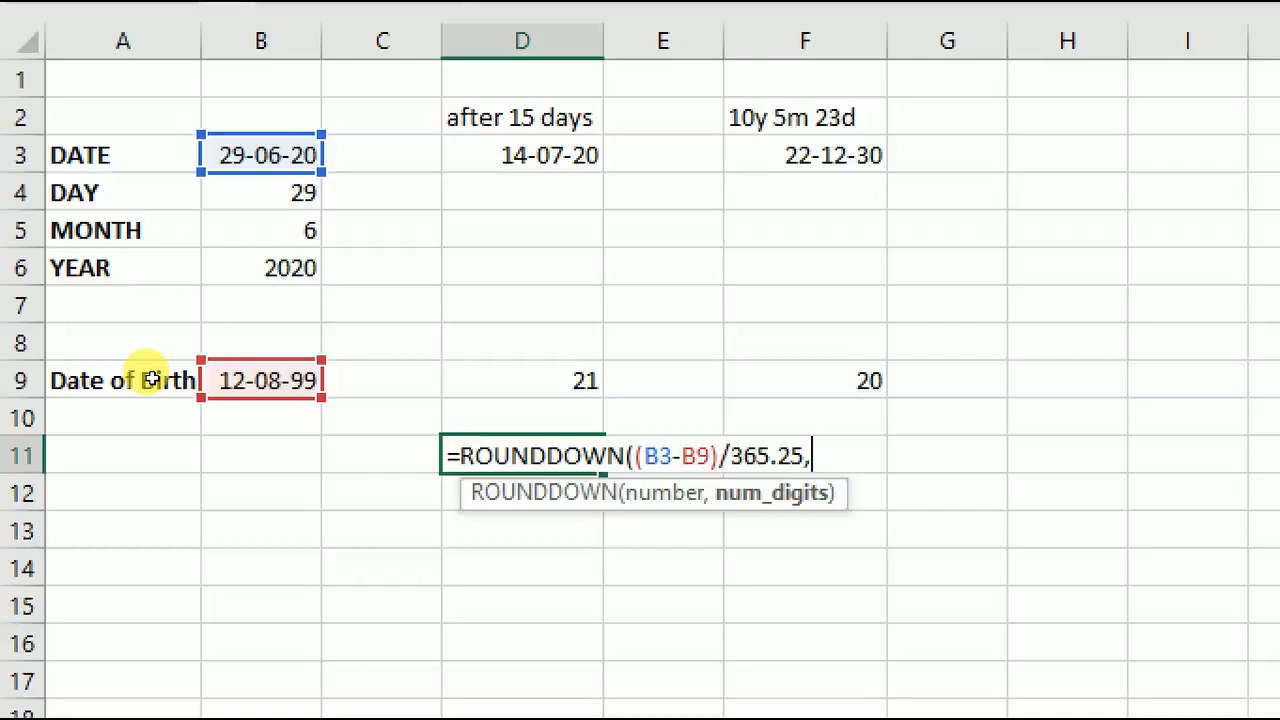 A B C D E F G H I
1
2 after 15 days 10y 5m 23d
3 DATE 29-06-20 14-07-20 22-12-30
4 DAY 29
5 MONTH 6
6 YEAR 2020
7
8
9 Date of Birth 12-08-99 21 20
10
11 =ROUNDDOWN((B3-B9)/365.25,
12 ROUNDDOWN(number, num_digits)
13
14
15
16
17
18